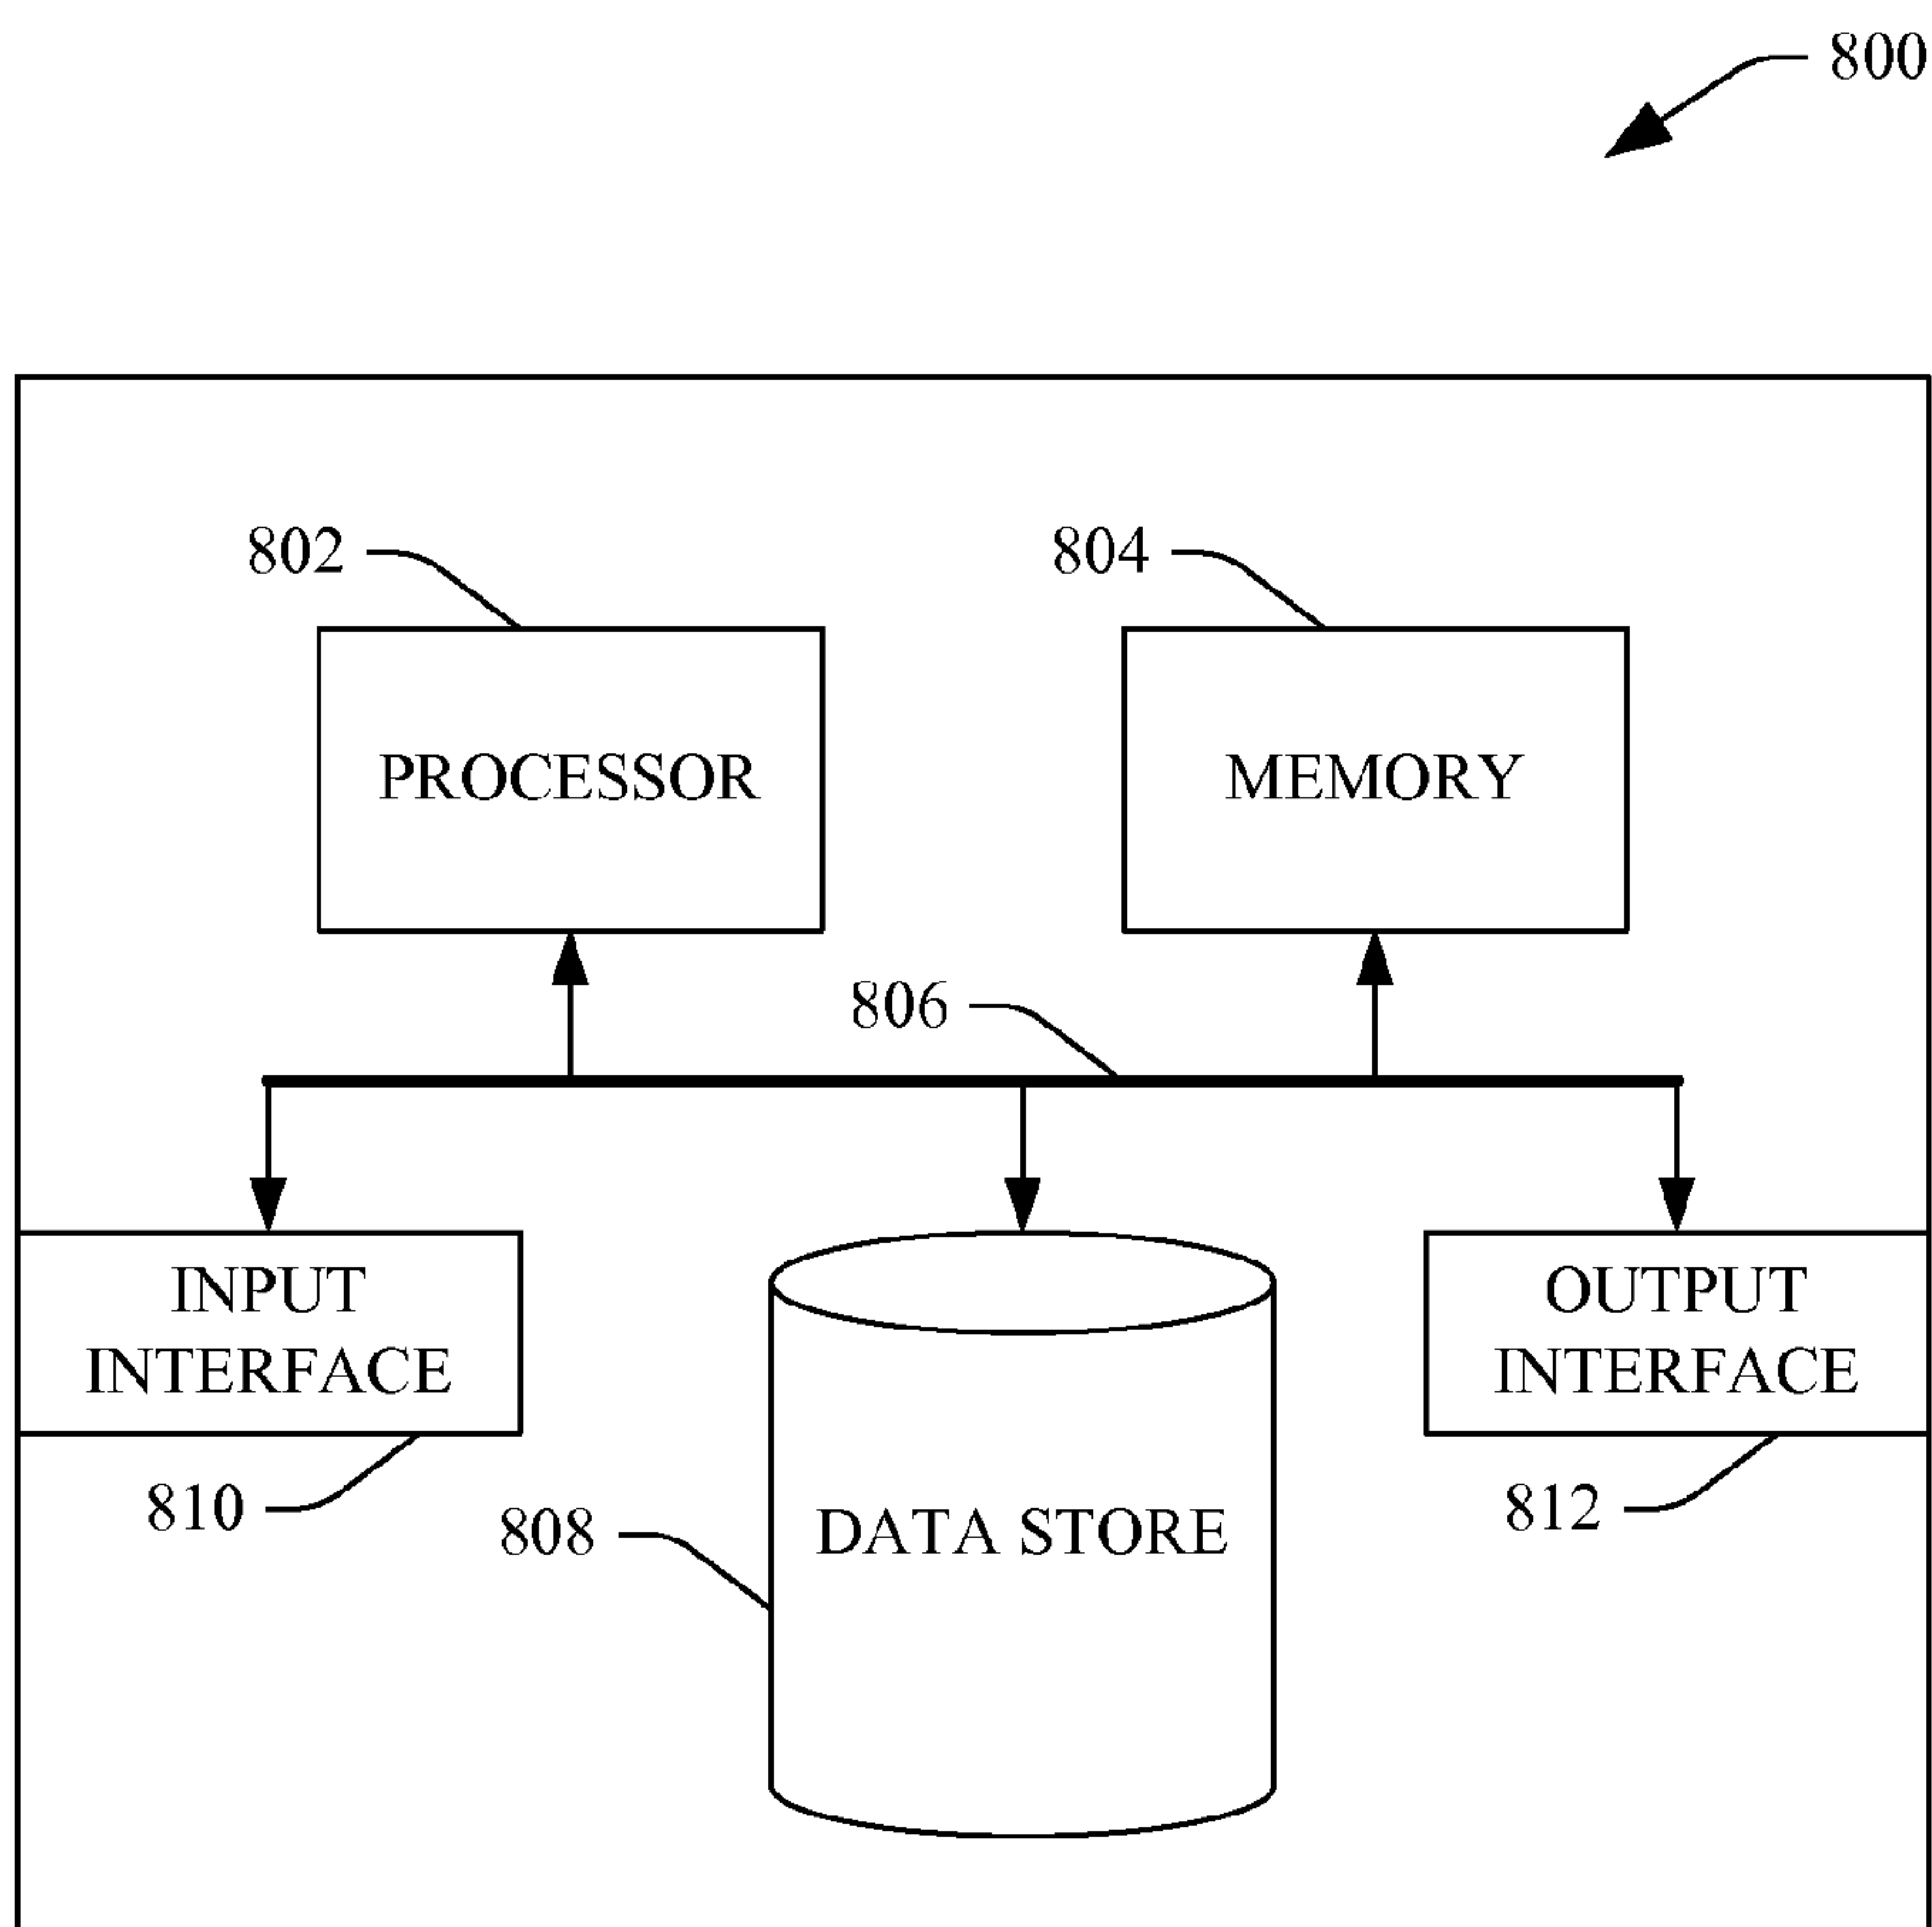 800
802
804
PROCESSOR
MEMORY
806
INPUT
INTERFACE
OUTPUT
INTERFACE
810
808
DATA STORE
812